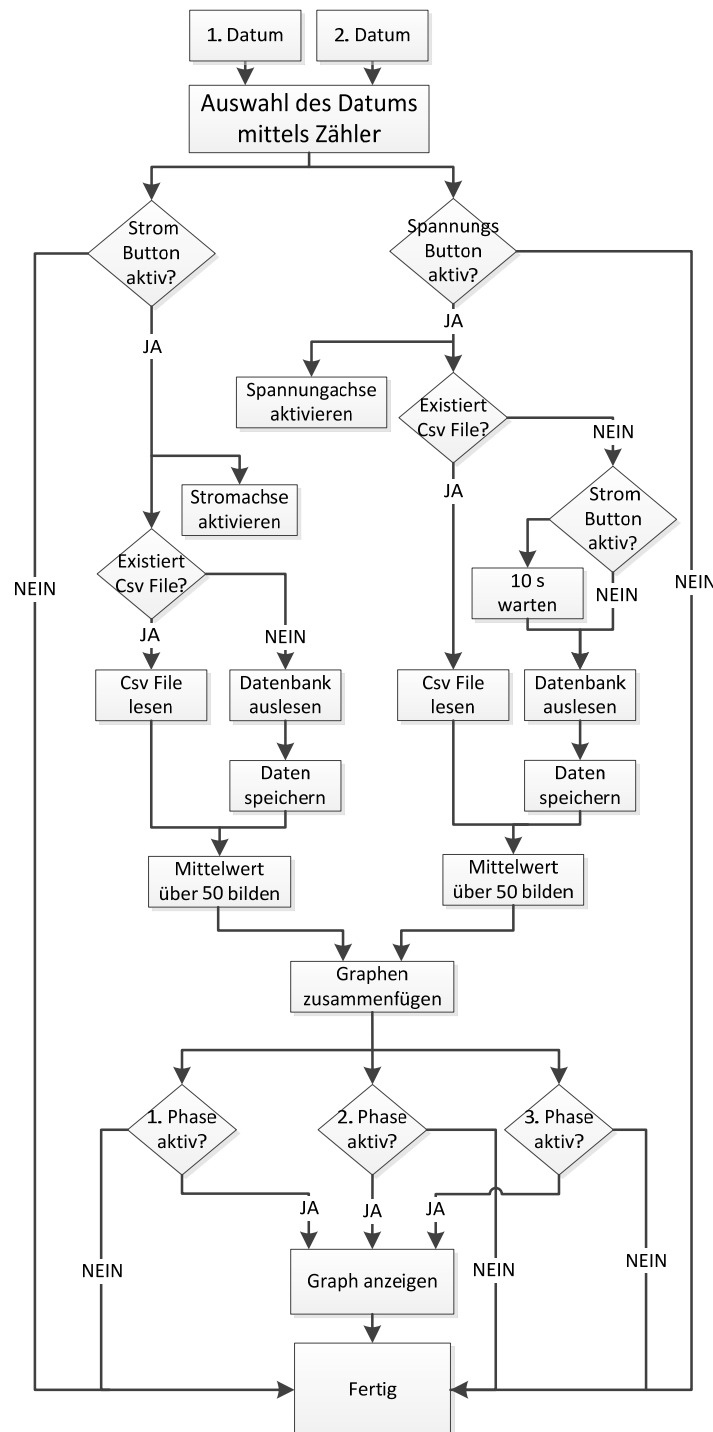 1. Datum
2. Datum
Auswahl des Datums
mittels Zähler
Strom
Button
aktiv?
Spannungs
Button
aktiv?
JA
JA
Spannungachse
aktivieren
Existiert
Csv File?
NEIN
JA
Stromachse
aktivieren
Strom
Button
aktiv?
Existiert
Csv File?
NEIN
10 s
warten
NEIN
NEIN
JA
NEIN
Csv File
lesen
Datenbank
auslesen
Csv File
lesen
Datenbank
auslesen
Daten
speichern
Daten
speichern
Mittelwert
über 50 bilden
Mittelwert
über 50 bilden
Graphen
zusammenfügen
1. Phase
aktiv?
2. Phase
aktiv?
3. Phase
aktiv?
JA
JA
JA
NEIN
Graph anzeigen
NEIN
NEIN
Fertig